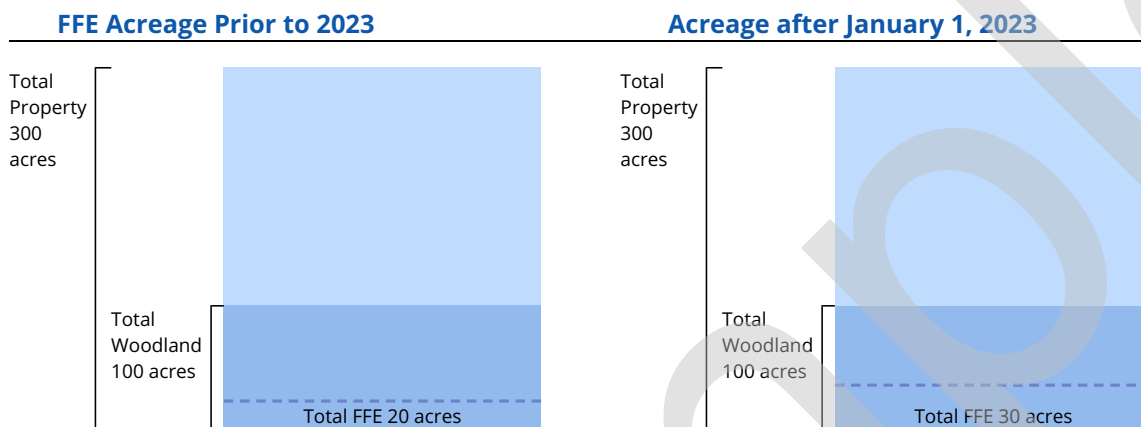 FFE Acreage Prior to 2023
Total
Property
300
acres
Total
Woodland
100 acres
Total FFE 20 acres
Acreage after January 1, 2023
Total
Property
300
acres
Total
Woodland
100 acres
Total FFE 30 acres